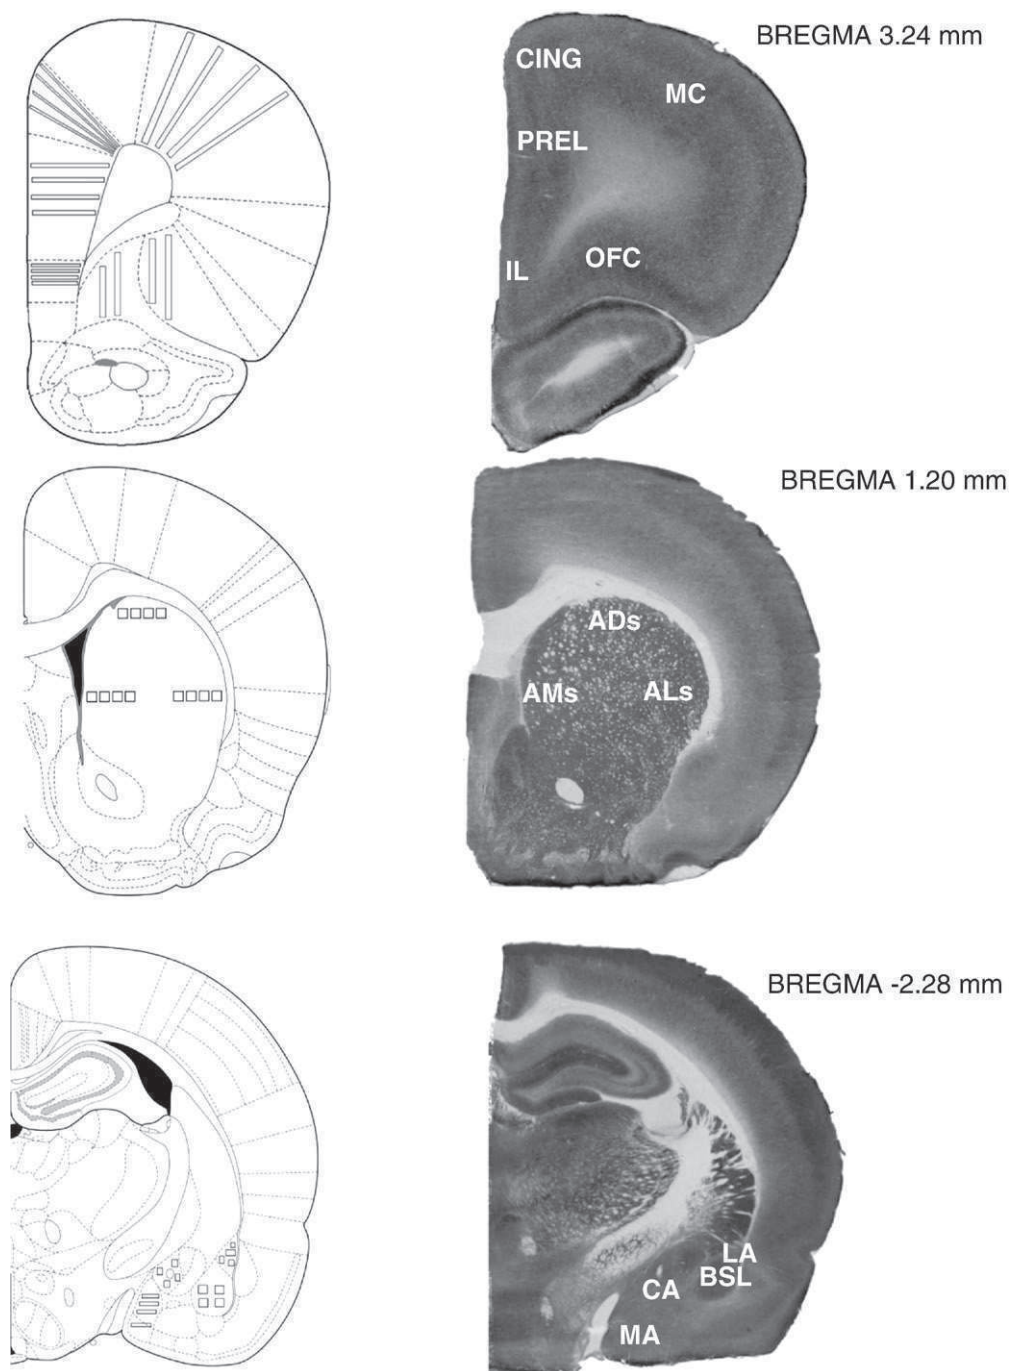 BREGMA 3.24 mm
CING
MC
PREL
OFC
IL
BREGMA 1.20 mm
ADs
AMs ALs
BREGMA -2.28 mm
LA
BSL
CA
MA